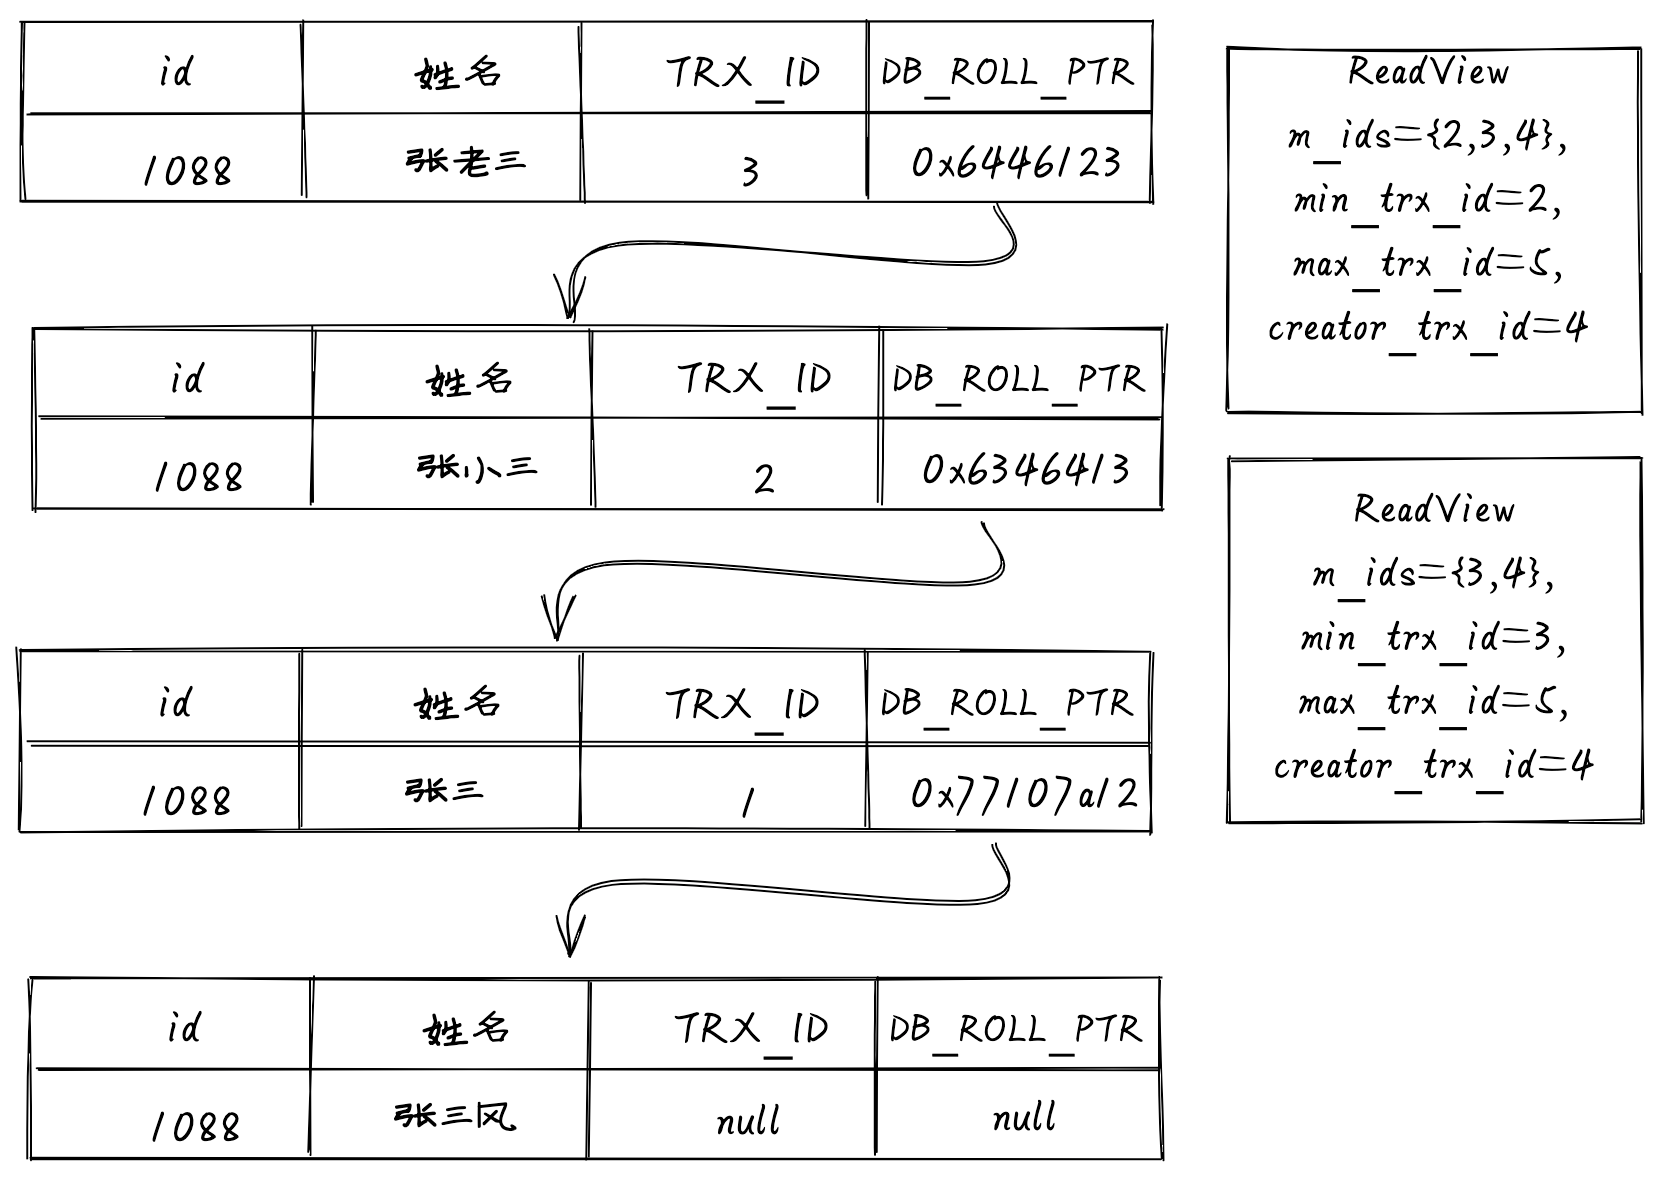 id 姓名 TRX_ID DB_ROLL_PTR
1088 张老三 3 0x6446123
id 姓名 TRX_ID DB_ROLL_PTR
1088 张小三 2 0x6346413
id 姓名 TRX_ID DB_ROLL_PTR
1088 张三 1 0x77107a12
id 姓名 TRX_ID DB_ROLL_PTR
1088 张三风 null null
ReadView
m_ids={2,3,4},
min_trx_id=2,
max_trx_id=5,
creator_trx_id=4
ReadView
m_ids={3,4},
min_trx_id=3,
max_trx_id=5,
creator_trx_id=4